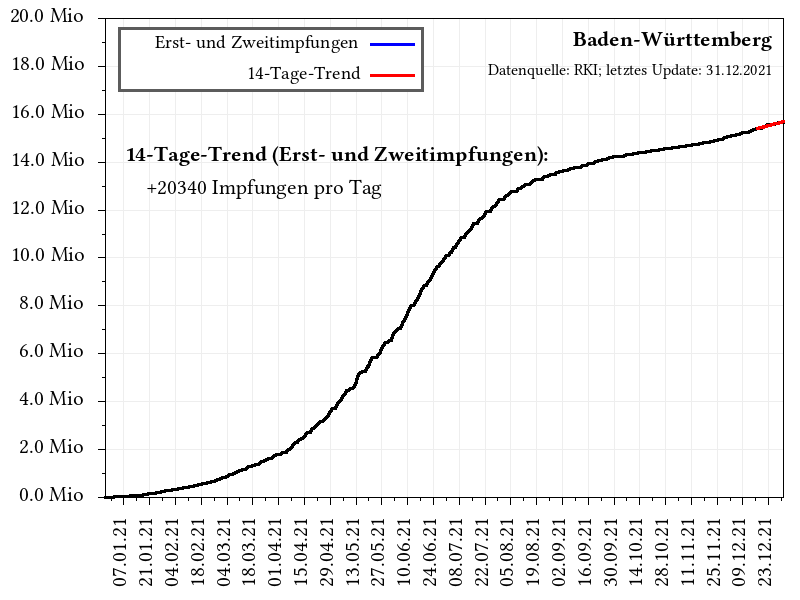 20.0 Mio
18.0 Mio
16.0 Mio
14.0 Mio
12.0 Mio
10.0 Mio
8.0 Mio
6.0 Mio
4.0 Mio
2.0 Mio
0.0 Mio
Erst- und Zweitimpfungen
14-Tage-Trend
Baden-Württemberg
Datenquelle: RKI; letztes Update: 31.12.2021
14-Tage-Trend (Erst- und Zweitimpfungen):
+20340 Impfungen pro Tag
07.01.21
21.01.21
04.02.21
18.02.21
04.03.21
18.03.21
01.04.21
15.04.21
29.04.21
13.05.21
27.05.21
10.06.21
24.06.21
08.07.21
22.07.21
05.08.21
19.08.21
02.09.21
16.09.21
30.09.21
14.10.21
28.10.21
11.11.21
25.11.21
09.12.21
23.12.21